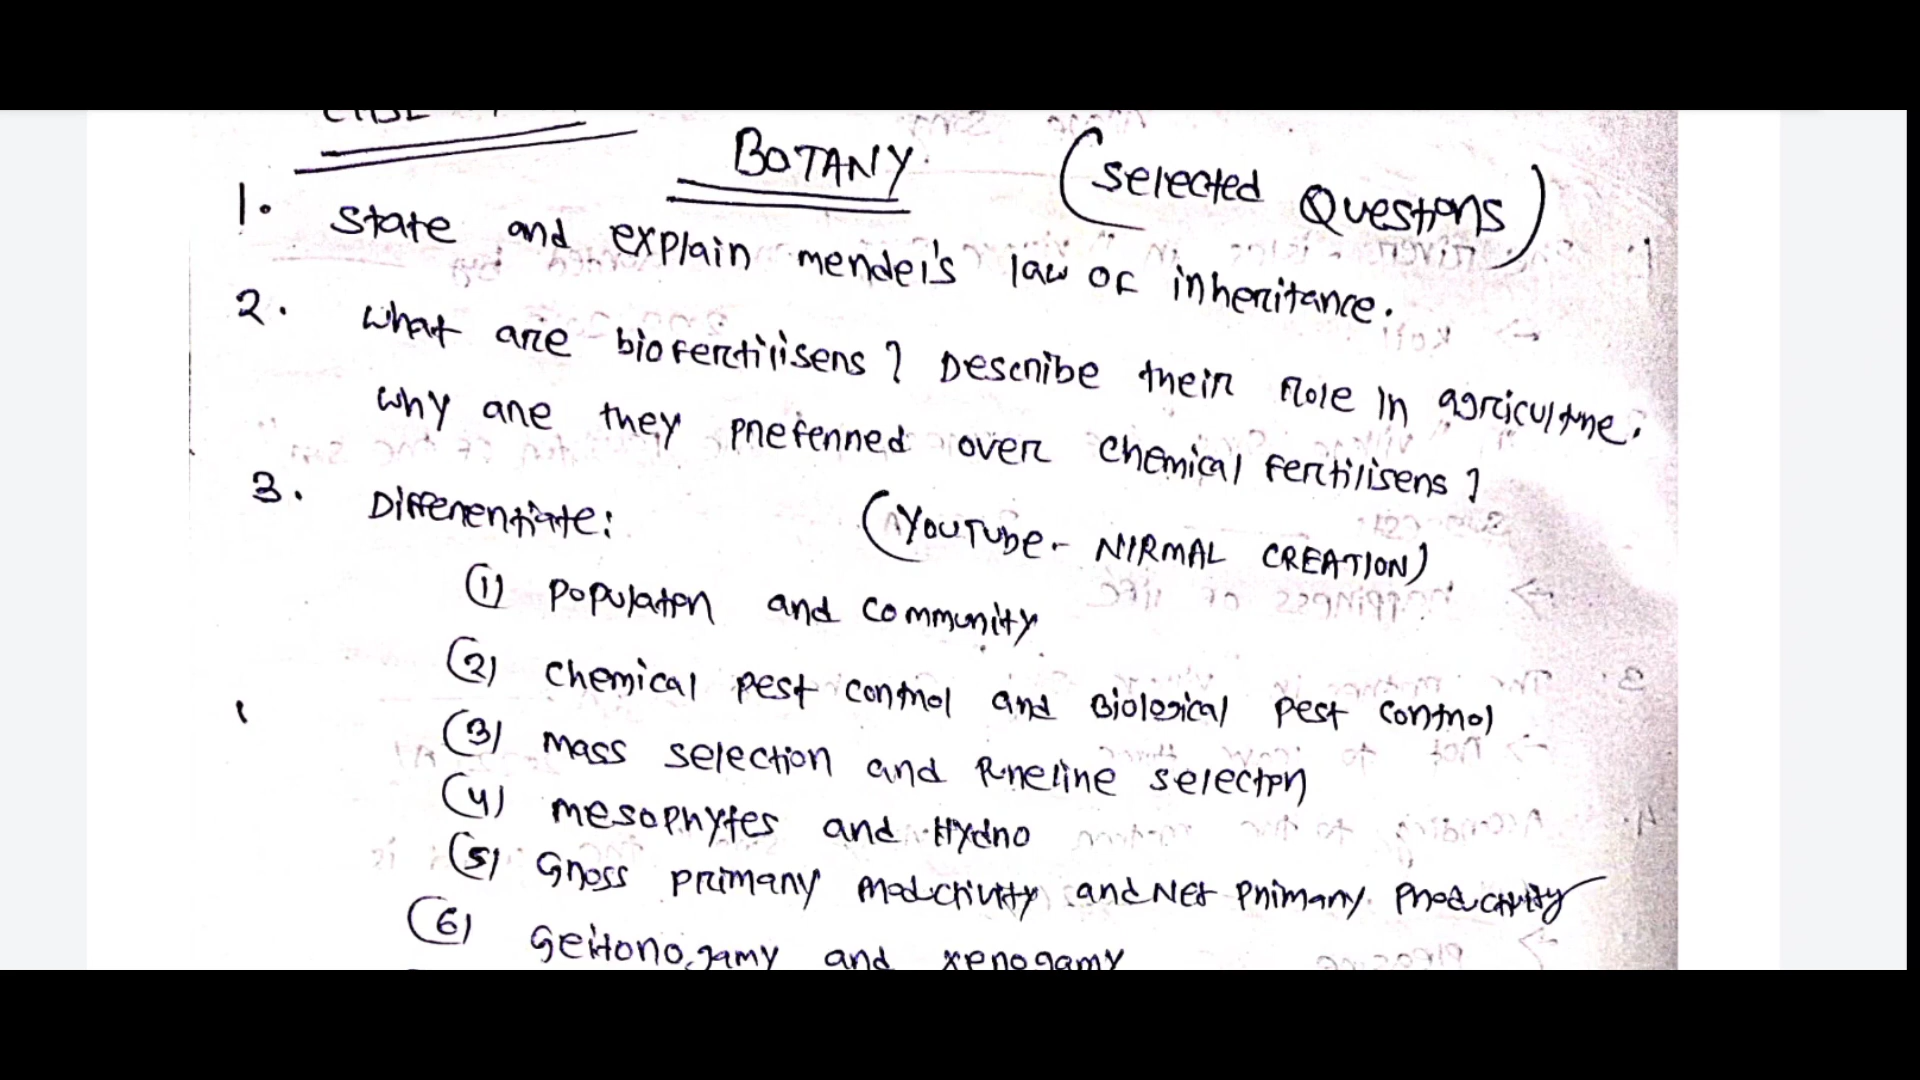 BOTANY (Selected Questions)
1. State and explain mendel's law of inheritance.
2. What are biofertilisers? Describe their role in agriculture.
Why are they preferred over chemical fertilisers?
3. Differentiate: (YouTube - NIRMAL CREATION)
(1) Population and community
(2) Chemical pest control and Biological pest control
(3) Mass selection and Pureline selection
(4) mesophytes and Hydro
(5) Gross primary productivity and Net primary productivity
(6) Geitonogamy and xenogamy